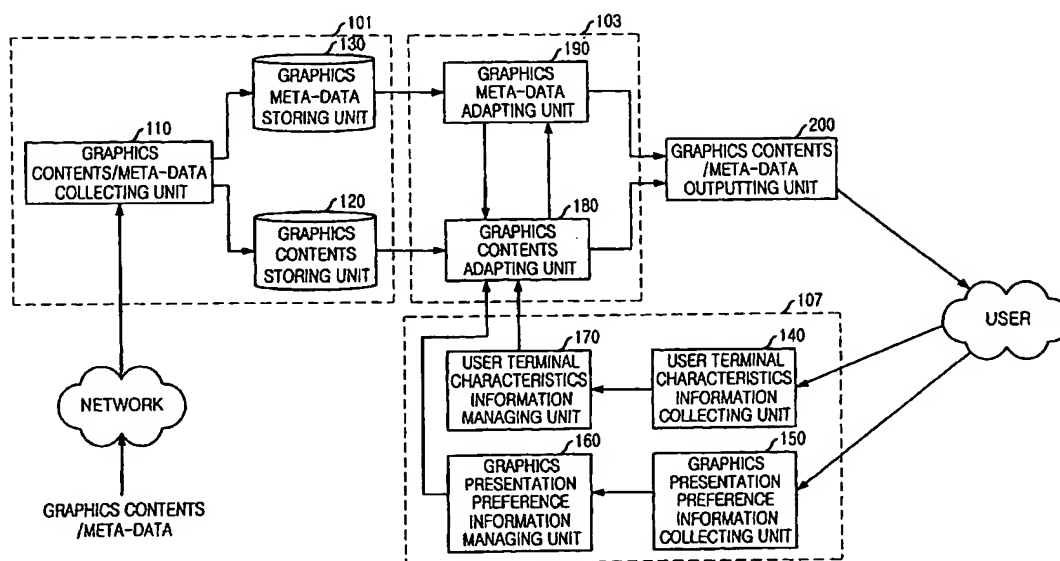 101
130
GRAPHICS
META-DATA
STORING UNIT
110
GRAPHICS
CONTENTS/META-DATA
COLLECTING UNIT
120
GRAPHICS
CONTENTS
STORING UNIT
NETWORK
GRAPHICS CONTENTS
/META-DATA
103
190
GRAPHICS
META-DATA
ADAPTING UNIT
180
GRAPHICS
CONTENTS
ADAPTING UNIT
200
GRAPHICS CONTENTS
/META-DATA
OUTPUTTING UNIT
USER
107
170
USER TERMINAL
CHARACTERISTICS
INFORMATION
MANAGING UNIT
140
USER TERMINAL
CHARACTERISTICS
INFORMATION
COLLECTING UNIT
160
GRAPHICS
PRESENTATION
PREFERENCE
INFORMATION
MANAGING UNIT
150
GRAPHICS
PRESENTATION
PREFERENCE
INFORMATION
COLLECTING UNIT